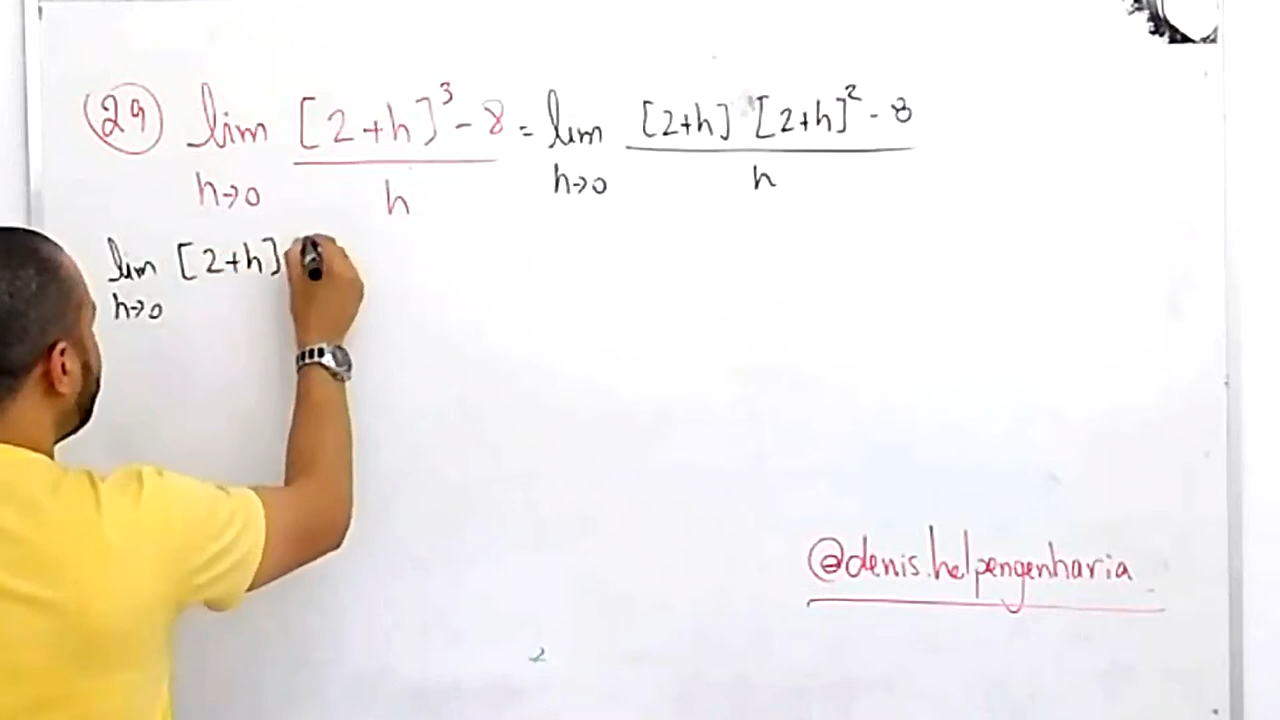 29 lim h→0 [2+h]³ - 8 / h = lim h→0 [2+h] [2+h]² - 8 / h
lim h→0 [2+h]
@denis.helpengenharia